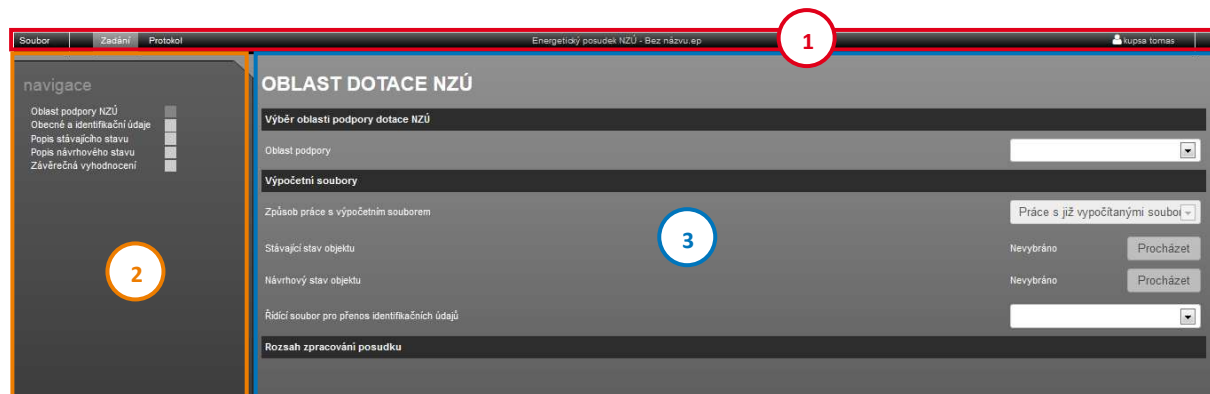 Soubor Zadání Protokol Energetický posudek NZÚ - Bez názvu.ep 1 kupsa tomas
navigace
Oblast podpory NZÚ
Obecné a identifikační údaje
Popis stávajícího stavu
Popis návrhového stavu
Závěrečná vyhodnocení
2
OBLAST DOTACE NZÚ
Výběr oblasti podpory dotace NZÚ
Oblast podpory
Výpočetní soubory
Způsob práce s výpočetním souborem Práce s již vypočítanými soubor
3
Stávající stav objektu Nevybráno Procházet
Návrhový stav objektu Nevybráno Procházet
Řídící soubor pro přenos identifikačních údajů
Rozsah zpracování posudku